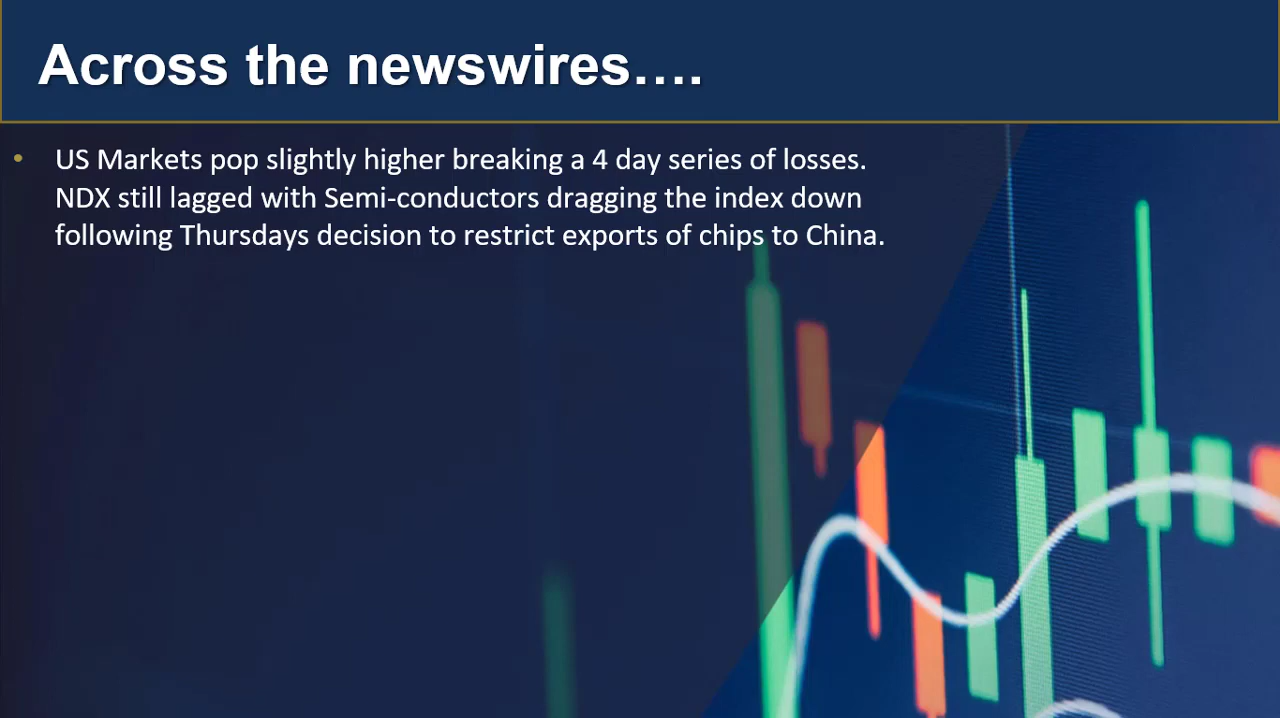 Across the newswires….
• US Markets pop slightly higher breaking a 4 day series of losses.
NDX still lagged with Semi-conductors dragging the index down
following Thursdays decision to restrict exports of chips to China.